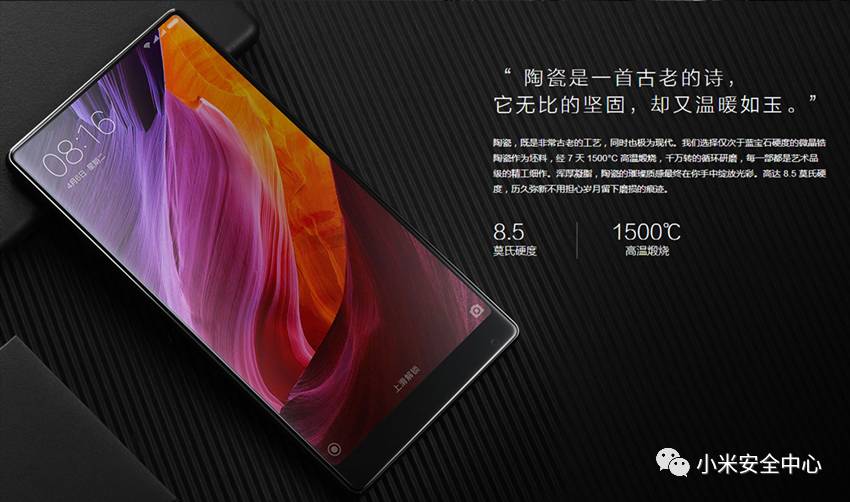 08:16
4月8日 星期二
上滑解锁
“ 陶瓷是一首古老的诗，
它无比的坚固，却又温暖如玉。”
陶瓷，既是非常古老的工艺，同时也极为现代。我们选择仅次于蓝宝石硬度的微晶锆
陶瓷作为坯料，经 7 天 1500°C 高温煅烧，千万转的循环研磨，每一部都是艺术品
级的精工细作。浑厚凝脂，陶瓷的璀璨质感最终在你手中绽放光彩。高达 8.5 莫氏硬
度，历久弥新不用担心岁月留下磨损的痕迹。
8.5
莫氏硬度
1500℃
高温煅烧
小米安全中心